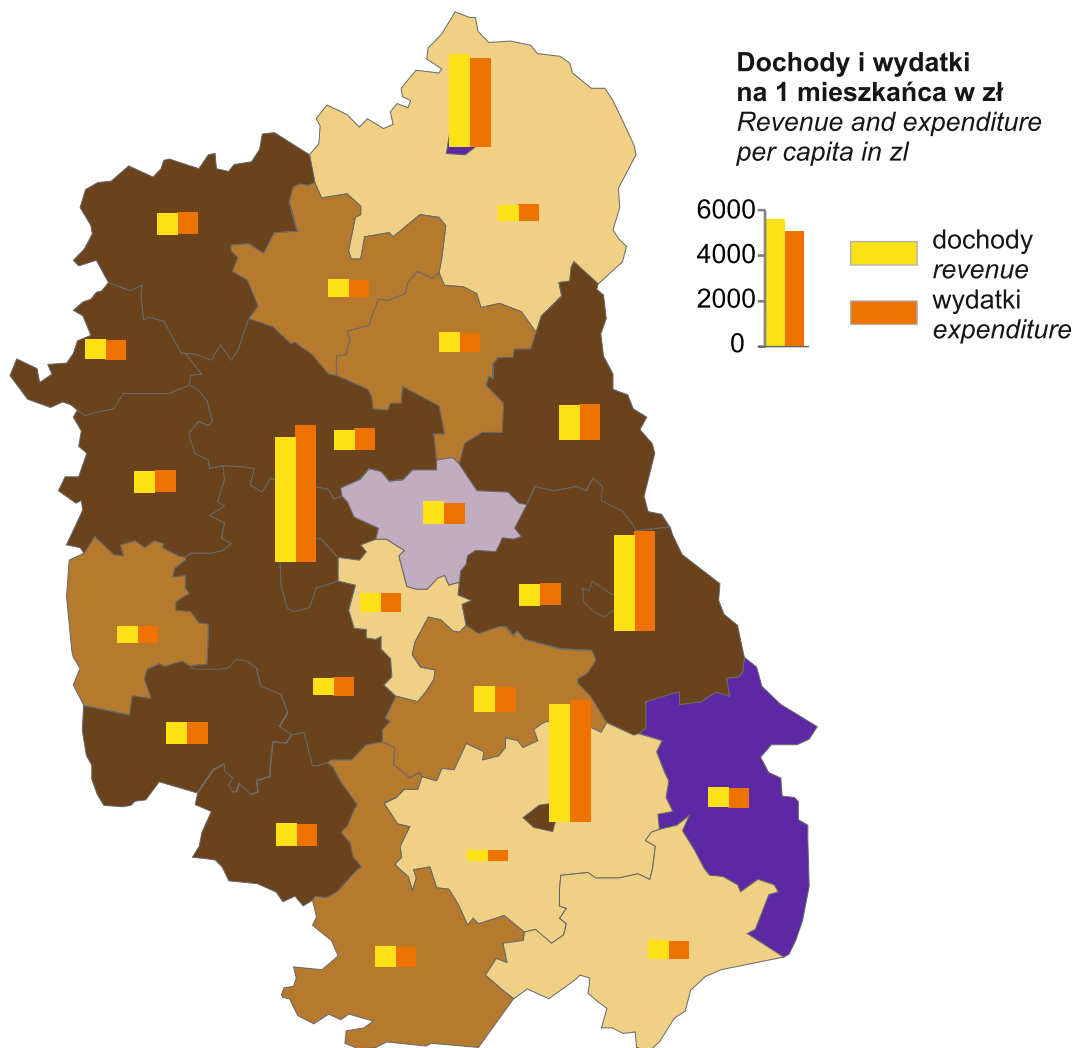 Dochody i wydatki
na 1 mieszkańca w zł
Revenue and expenditure
per capita in zl
6000
4000
2000
0
dochody
revenue
wydatki
expenditure